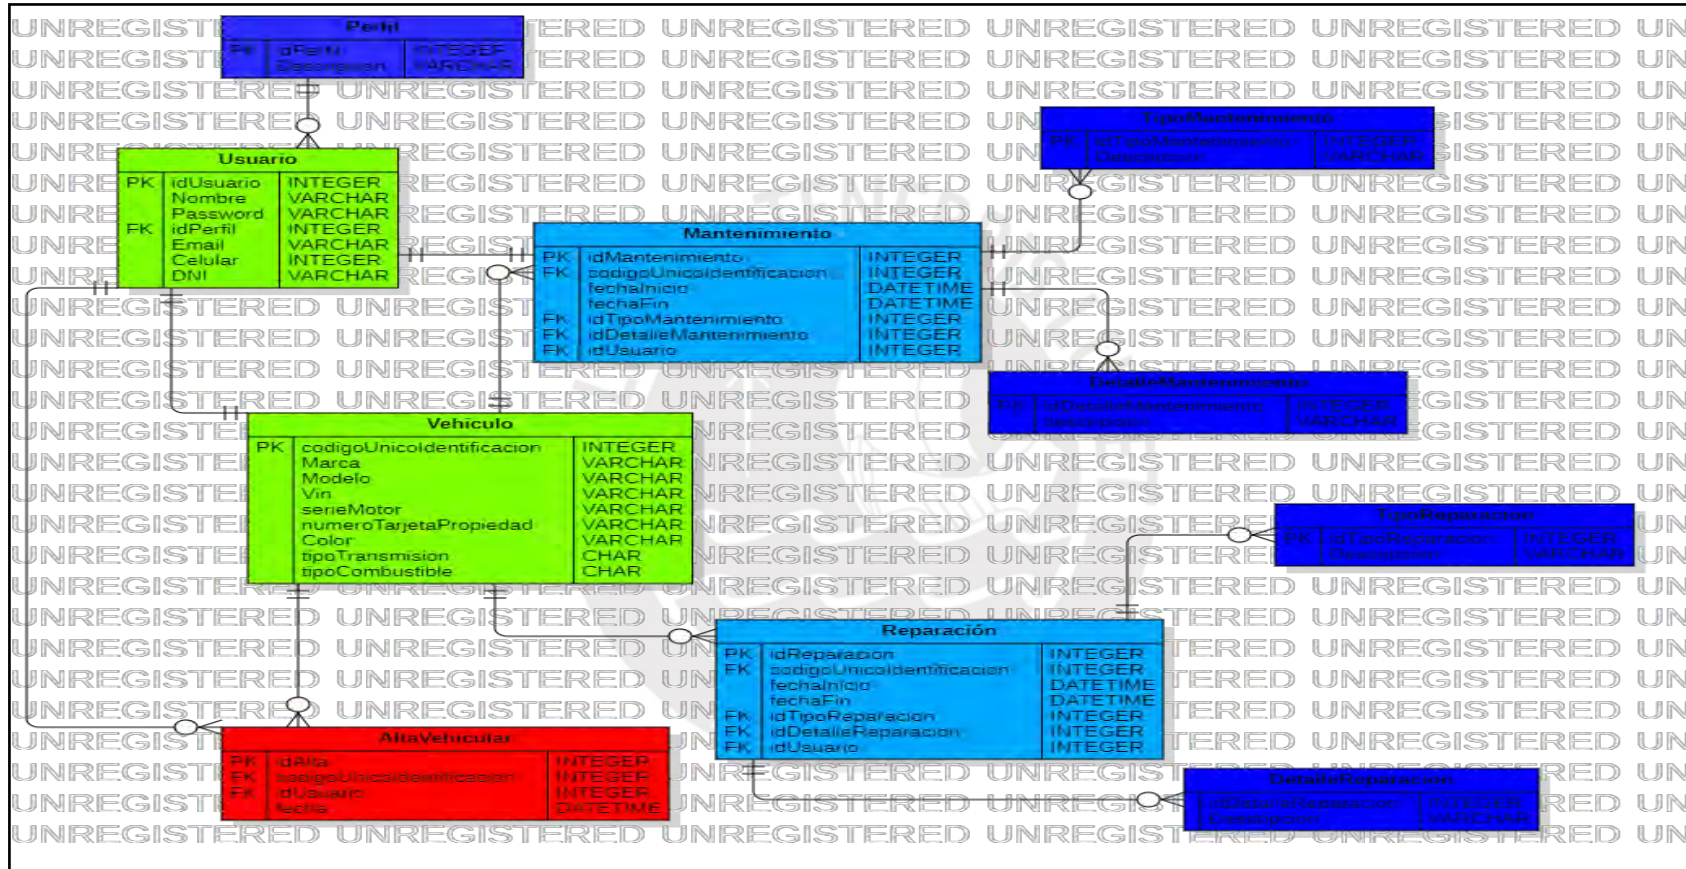 Perfil
PK idPerfil INTEGER
Descripcion VARCHAR
TipoMantenimiento
PK idTipoMantenimiento INTEGER
Descripcion VARCHAR
Usuario
PK idUsuario INTEGER
Nombre VARCHAR
Password VARCHAR
FK idPerfil INTEGER
Email VARCHAR
Celular INTEGER
DNI VARCHAR
Mantenimiento
PK idMantenimiento INTEGER
FK codigoUnicoIdentificacion INTEGER
fechaInicio DATETIME
fechaFin DATETIME
FK idTipoMantenimiento INTEGER
FK idDetalleMantenimiento INTEGER
FK idUsuario INTEGER
DetalleMantenimiento
PK idDetalleMantenimiento INTEGER
descripcion VARCHAR
Vehículo
PK codigoUnicoIdentificacion INTEGER
Marca VARCHAR
Modelo VARCHAR
Vin VARCHAR
serieMotor VARCHAR
numeroTarjetaPropiedad VARCHAR
Color VARCHAR
tipoTransmision CHAR
tipoCombustible CHAR
TipoReparacion
PK idTipoReparacion INTEGER
Descripcion VARCHAR
Reparación
PK idReparacion INTEGER
FK codigoUnicoIdentificacion INTEGER
fechaInicio DATETIME
fechaFin DATETIME
FK idTipoReparacion INTEGER
FK idDetalleReparacion INTEGER
FK idUsuario INTEGER
AltaVehicular
PK idAlta INTEGER
FK codigoUnicoIdentificacion INTEGER
FK idUsuario INTEGER
fecha DATETIME
DetalleReparacion
idDetalleReparacion INTEGER
Descripcion VARCHAR
UNREGISTERED